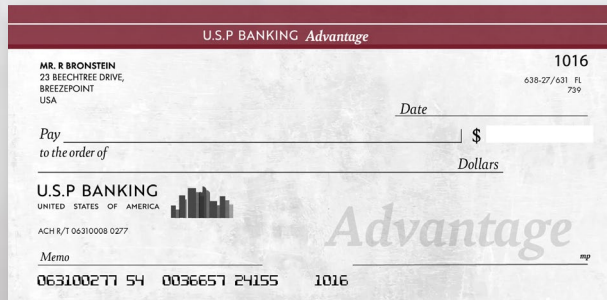 U.S.P BANKING Advantage
MR. R BRONSTEIN
23 BEECHTREE DRIVE,
BREEZEPOINT
USA
1016
638-27/631 FL
739
Date
Pay $
to the order of
Dollars
U.S.P BANKING
UNITED STATES OF AMERICA
Advantage
ACH R/T 06310008 0277
Memo
mp
063100277 54 0036657 24155 1016